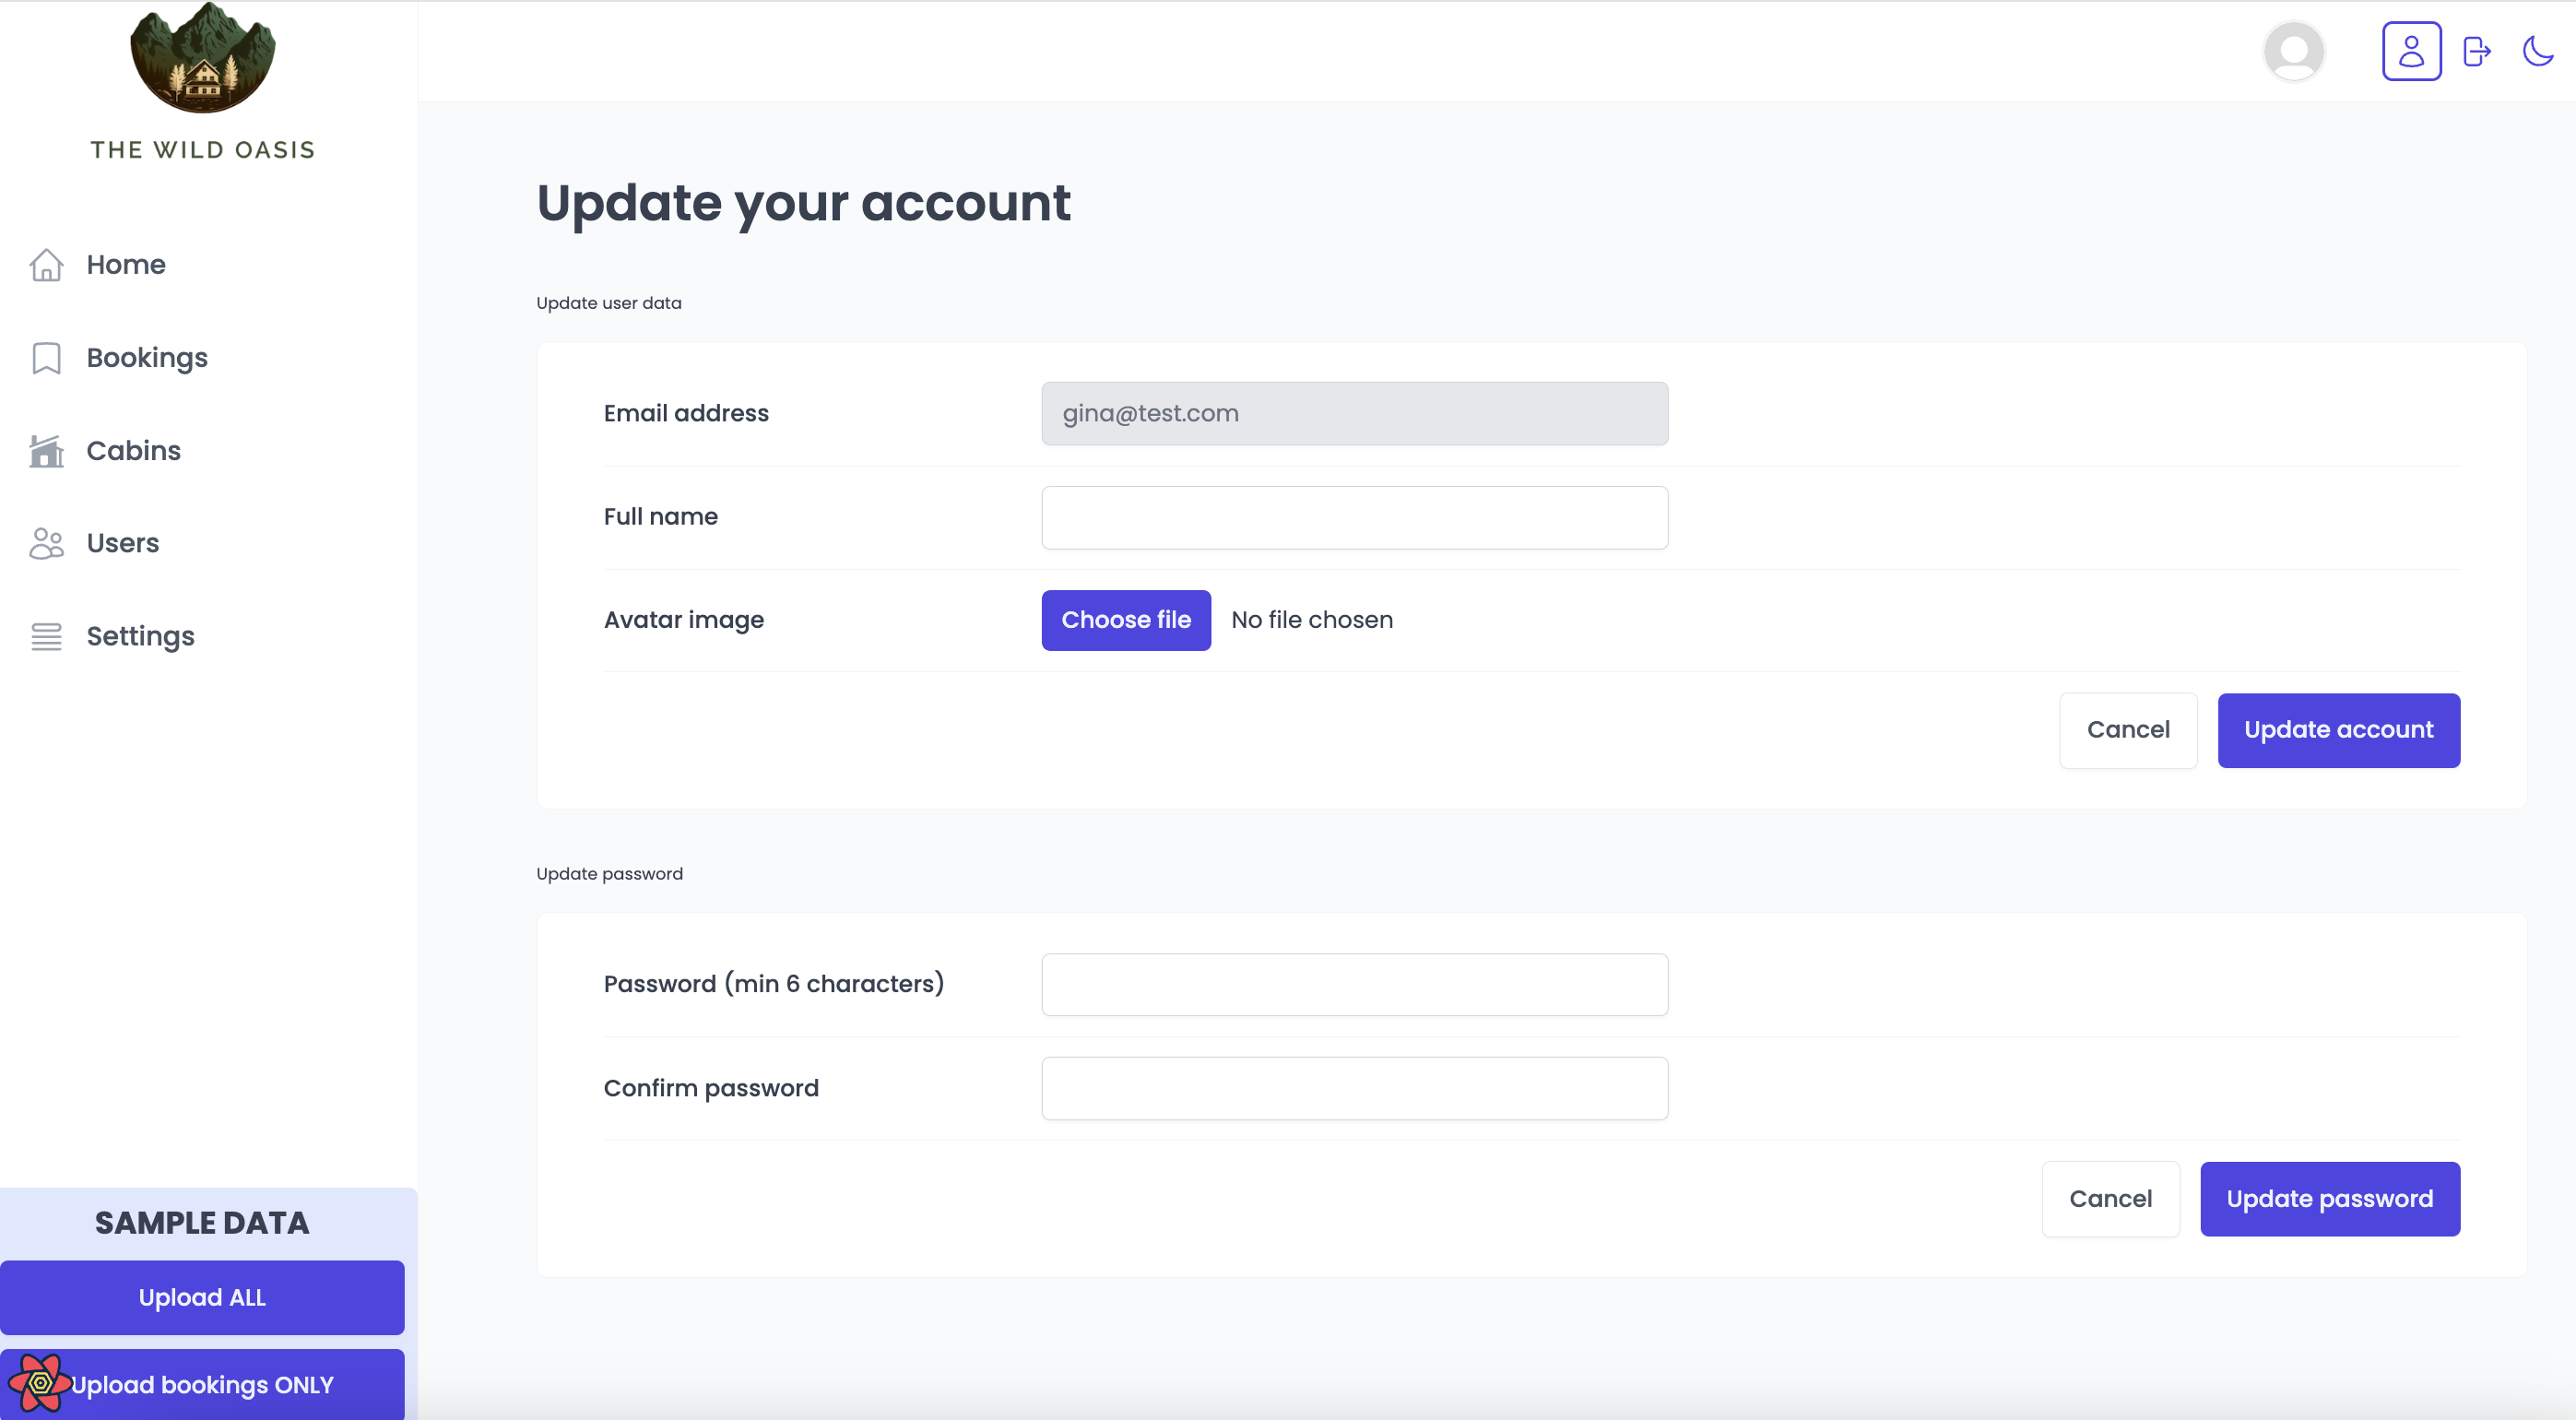 THE WILD OASIS
Home
Bookings
Cabins
Users
Settings
SAMPLE DATA
Upload ALL
Upload bookings ONLY
Update your account
Update user data
Email address
gina@test.com
Full name
Avatar image
Choose file No file chosen
Cancel
Update account
Update password
Password (min 6 characters)
Confirm password
Cancel
Update password